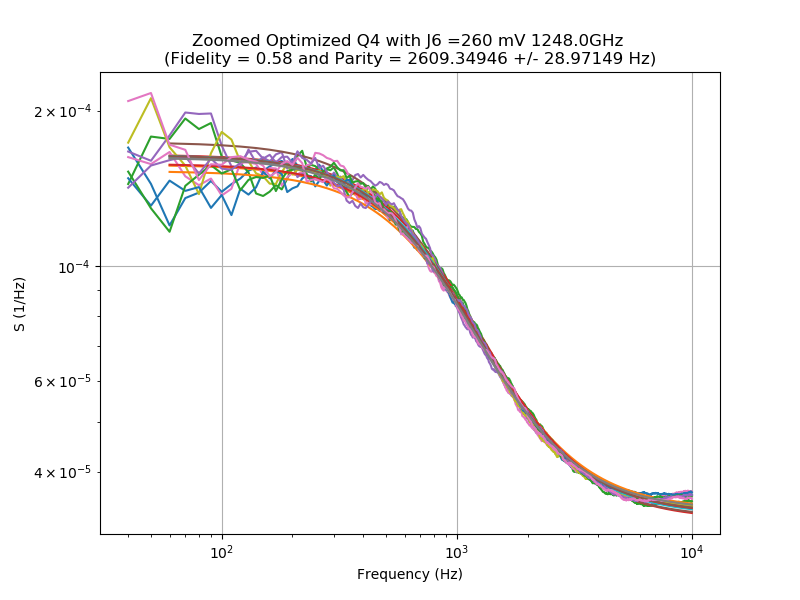 Zoomed Optimized Q4 with J6 =260 mV 1248.0GHz
(Fidelity = 0.58 and Parity = 2609.34946 +/- 28.97149 Hz)
2 × 10⁻⁴
10⁻⁴
6 × 10⁻⁵
4 × 10⁻⁵
S (1/Hz)
10² 10³ 10⁴
Frequency (Hz)